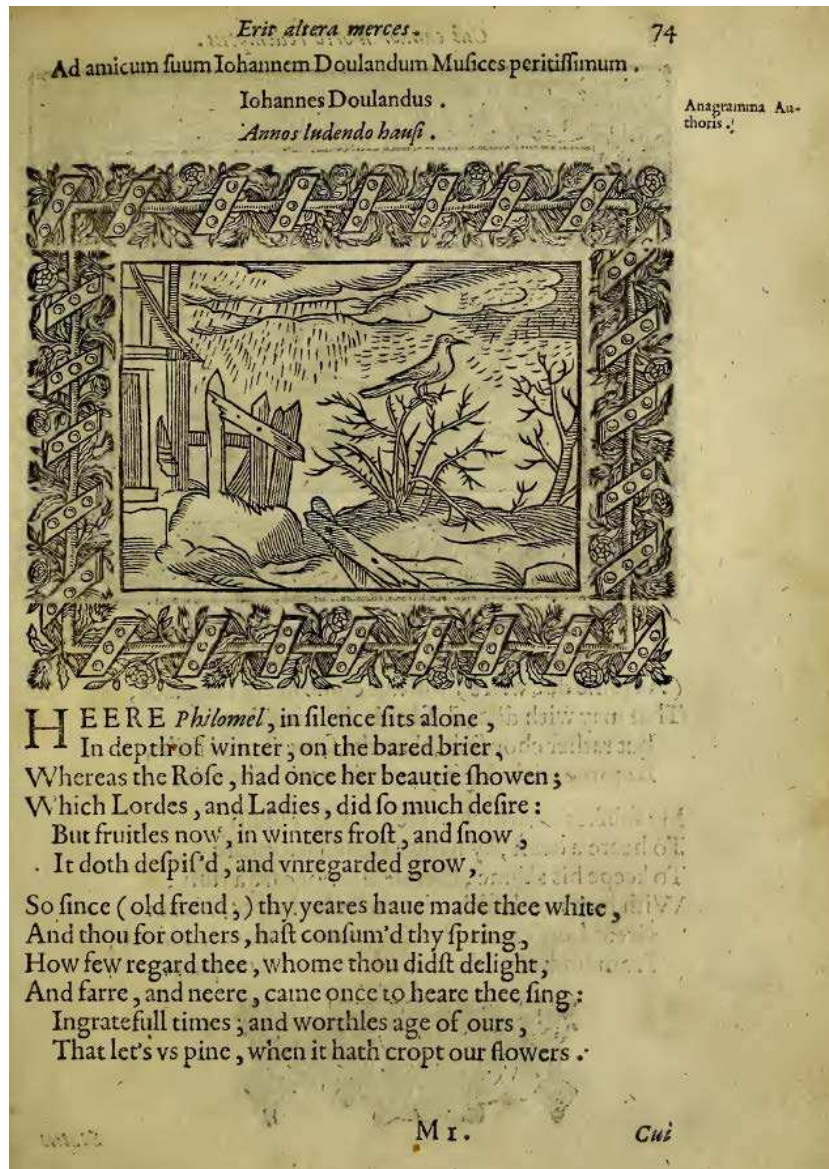 Erit altera merces.
74
Ad amicum ſuum Iohannem Doulandum Muſices peritiſſimum.
Iohannes Doulandus.
Annos ludendo hauſi.
Anagramma Au-
thoris.
HEERE Philomel, in ſilence ſits alone,
In depth of winter, on the bared brier,
Whereas the Roſe, had once her beautie ſhowen;
Which Lordes, and Ladies, did ſo much deſire:
But fruitles now, in winters froſt, and ſnow,
It doth deſpiſ'd, and vnregarded grow,
So ſince (old frend,) thy yeares haue made thee white,
And thou for others, haſt conſum'd thy ſpring,
How few regard thee, whome thou didſt delight,
And farre, and neere, came once to heare thee ſing:
Ingratefull times, and worthles age of ours,
That let's vs pine, when it hath cropt our flowers.
M 1.
Cui